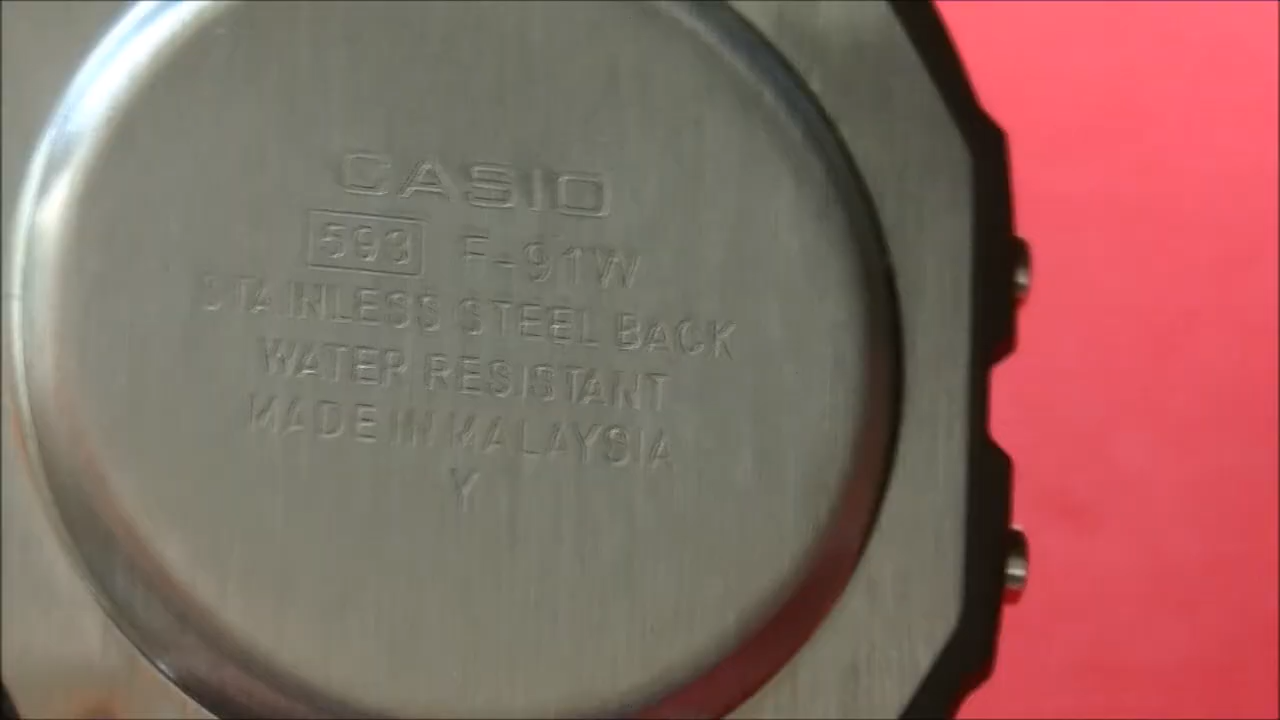 CASIO
593 F-91W
STAINLESS STEEL BACK
WATER RESISTANT
MADE IN MALAYSIA
Y